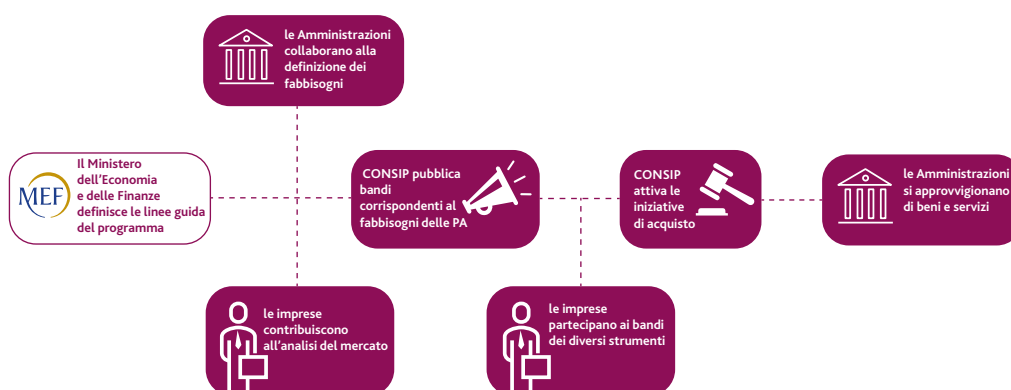 le Amministrazioni
collaborano alla
definizione dei
fabbisogni
MEF
Il Ministero
dell'Economia
e delle Finanze
definisce le linee guida
del programma
CONSIP pubblica
bandi
corrispondenti al
fabbisogni delle PA
CONSIP
attiva le
iniziative
di acquisto
le Amministrazioni
si approvvigionano
di beni e servizi
le imprese
contribuiscono
all'analisi del mercato
le imprese
partecipano ai bandi
dei diversi strumenti